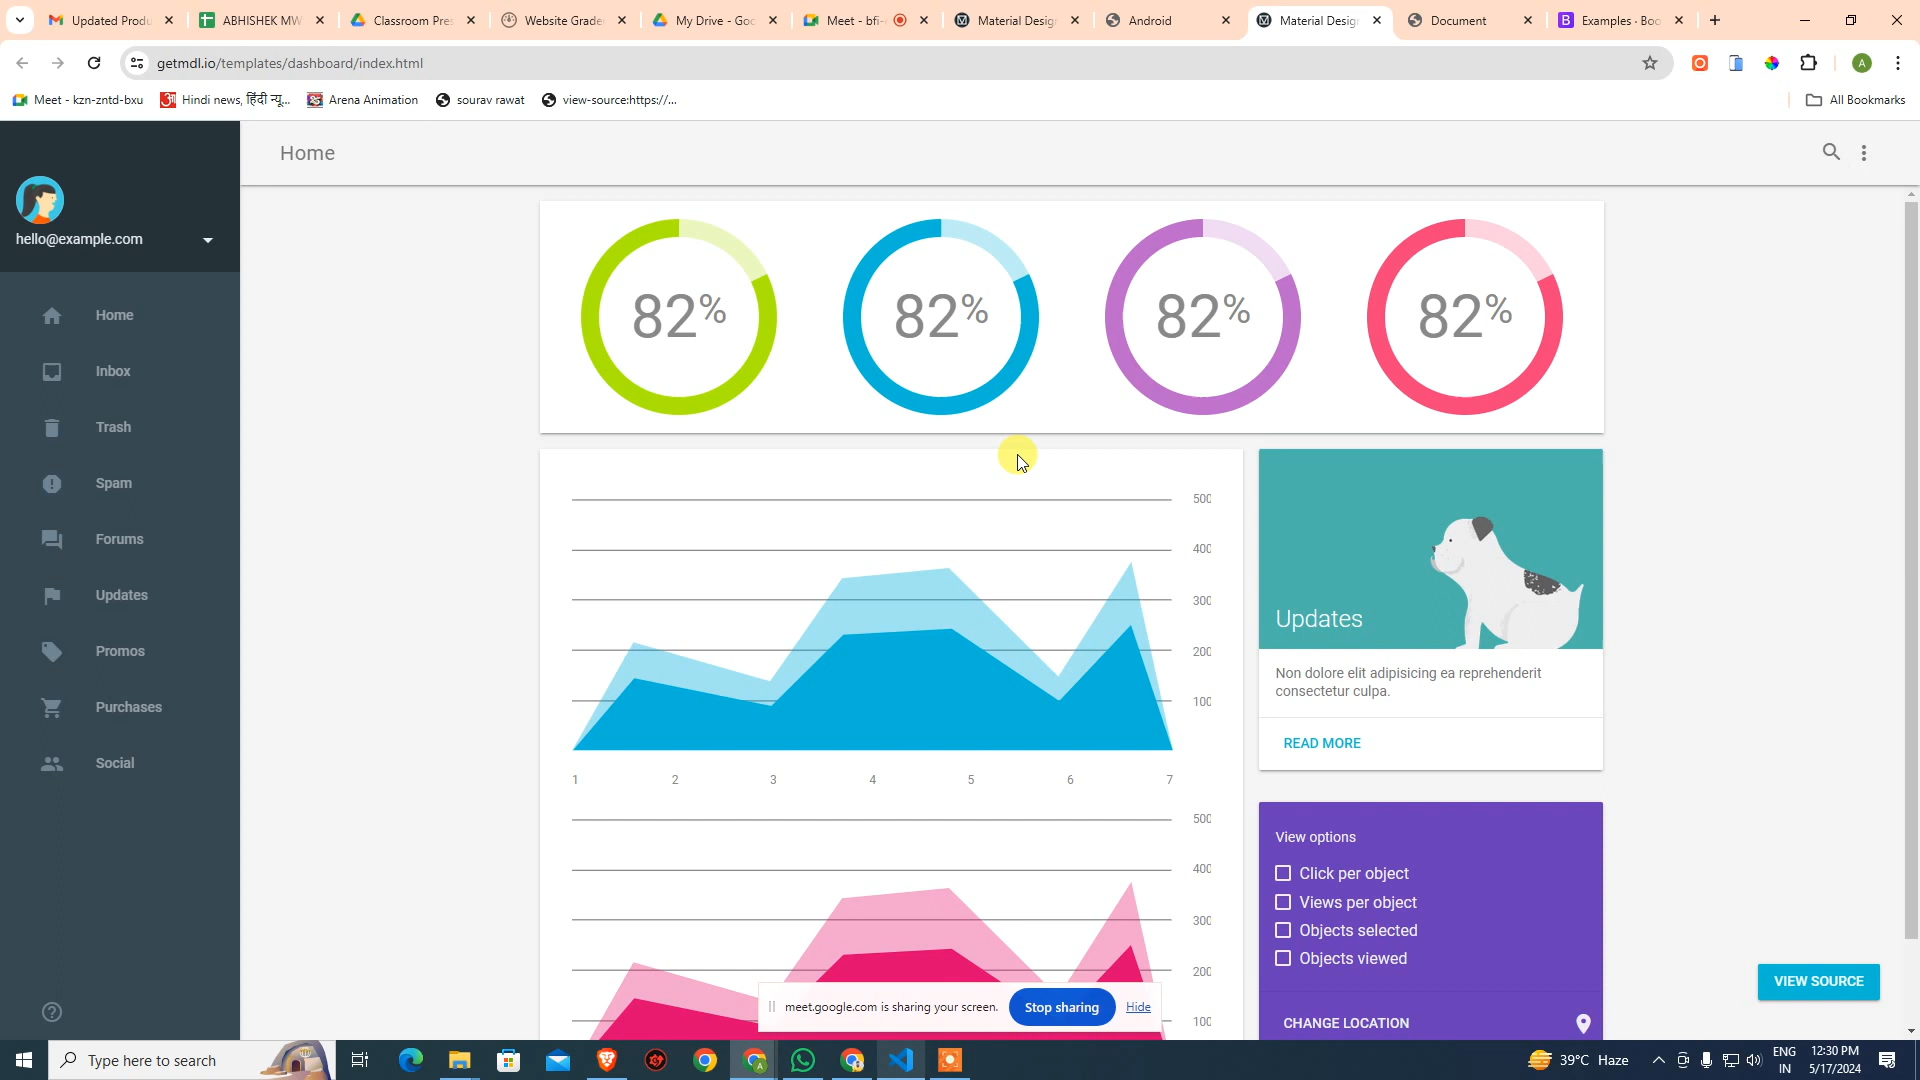 Updated Produ
ABHISHEK MW
Classroom Pres
Website Grade
My Drive - Goo
Meet - bfi-
Material Design
Android
Material Design
Document
Examples · Boo
getmdl.io/templates/dashboard/index.html
A
Meet - kzn-zntd-bxu
Hindi news, हिंदी न्यू...
Arena Animation
sourav rawat
view-source:https://...
All Bookmarks
Home
hello@example.com
Home
Inbox
Trash
Spam
Forums
Updates
Promos
Purchases
Social
82%
82%
82%
82%
500
400
300
200
100
1 2 3 4 5 6 7
500
400
300
200
100
Updates
Non dolore elit adipisicing ea reprehenderit
consectetur culpa.
READ MORE
View options
Click per object
Views per object
Objects selected
Objects viewed
CHANGE LOCATION
VIEW SOURCE
meet.google.com is sharing your screen.
Stop sharing
Hide
Type here to search
39°C Haze
ENG
IN
12:30 PM
5/17/2024